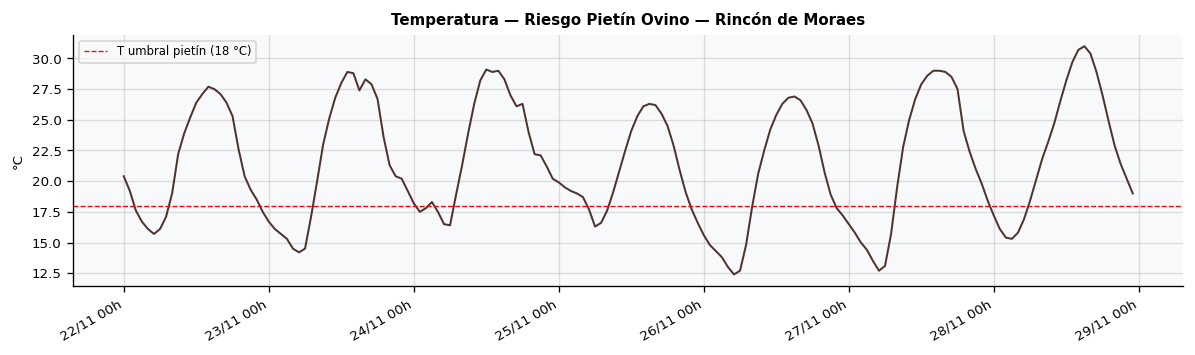 Temperatura — Riesgo Pietín Ovino — Rincón de Moraes
T umbral pietín (18 °C)
°C
30.0
27.5
25.0
22.5
20.0
17.5
15.0
12.5
22/11 00h
23/11 00h
24/11 00h
25/11 00h
26/11 00h
27/11 00h
28/11 00h
29/11 00h